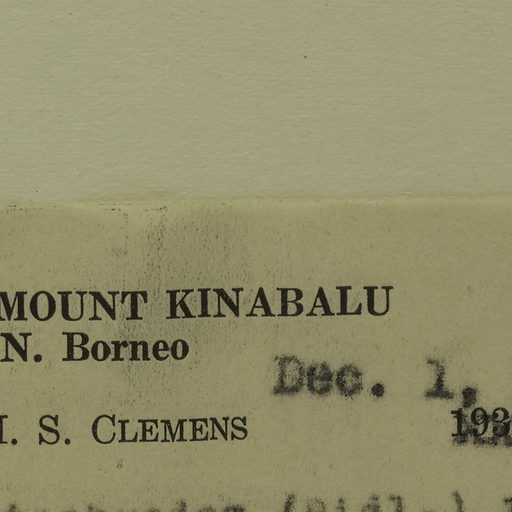 MOUNT KINABALU
N. Borneo
Dec. 1,
S. CLEMENS
193